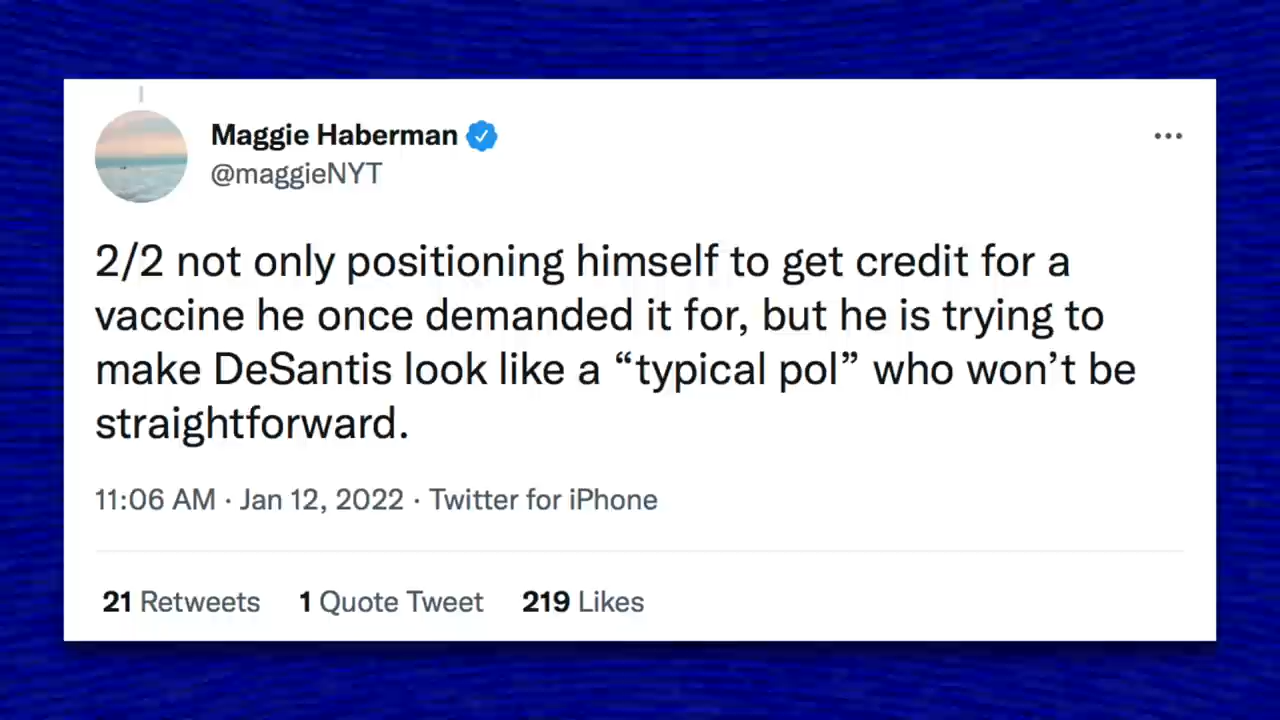 Maggie Haberman
@maggieNYT
2/2 not only positioning himself to get credit for a
vaccine he once demanded it for, but he is trying to
make DeSantis look like a “typical pol” who won’t be
straightforward.
11:06 AM · Jan 12, 2022 · Twitter for iPhone
21 Retweets 1 Quote Tweet 219 Likes